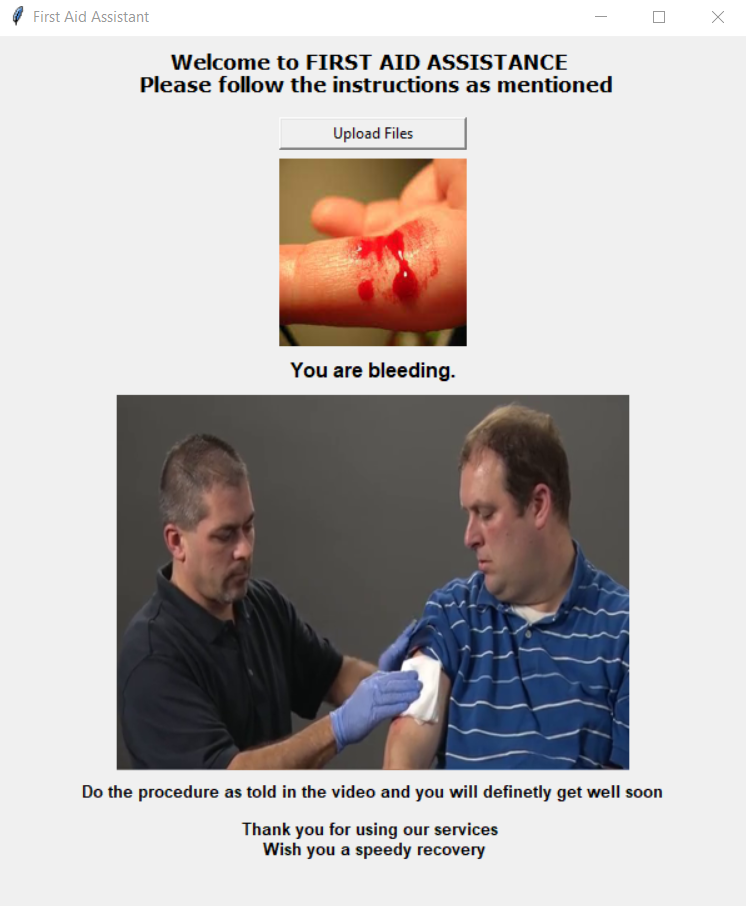 First Aid Assistant
Welcome to FIRST AID ASSISTANCE
Please follow the instructions as mentioned
Upload Files
You are bleeding.
Do the procedure as told in the video and you will definetly get well soon
Thank you for using our services
Wish you a speedy recovery